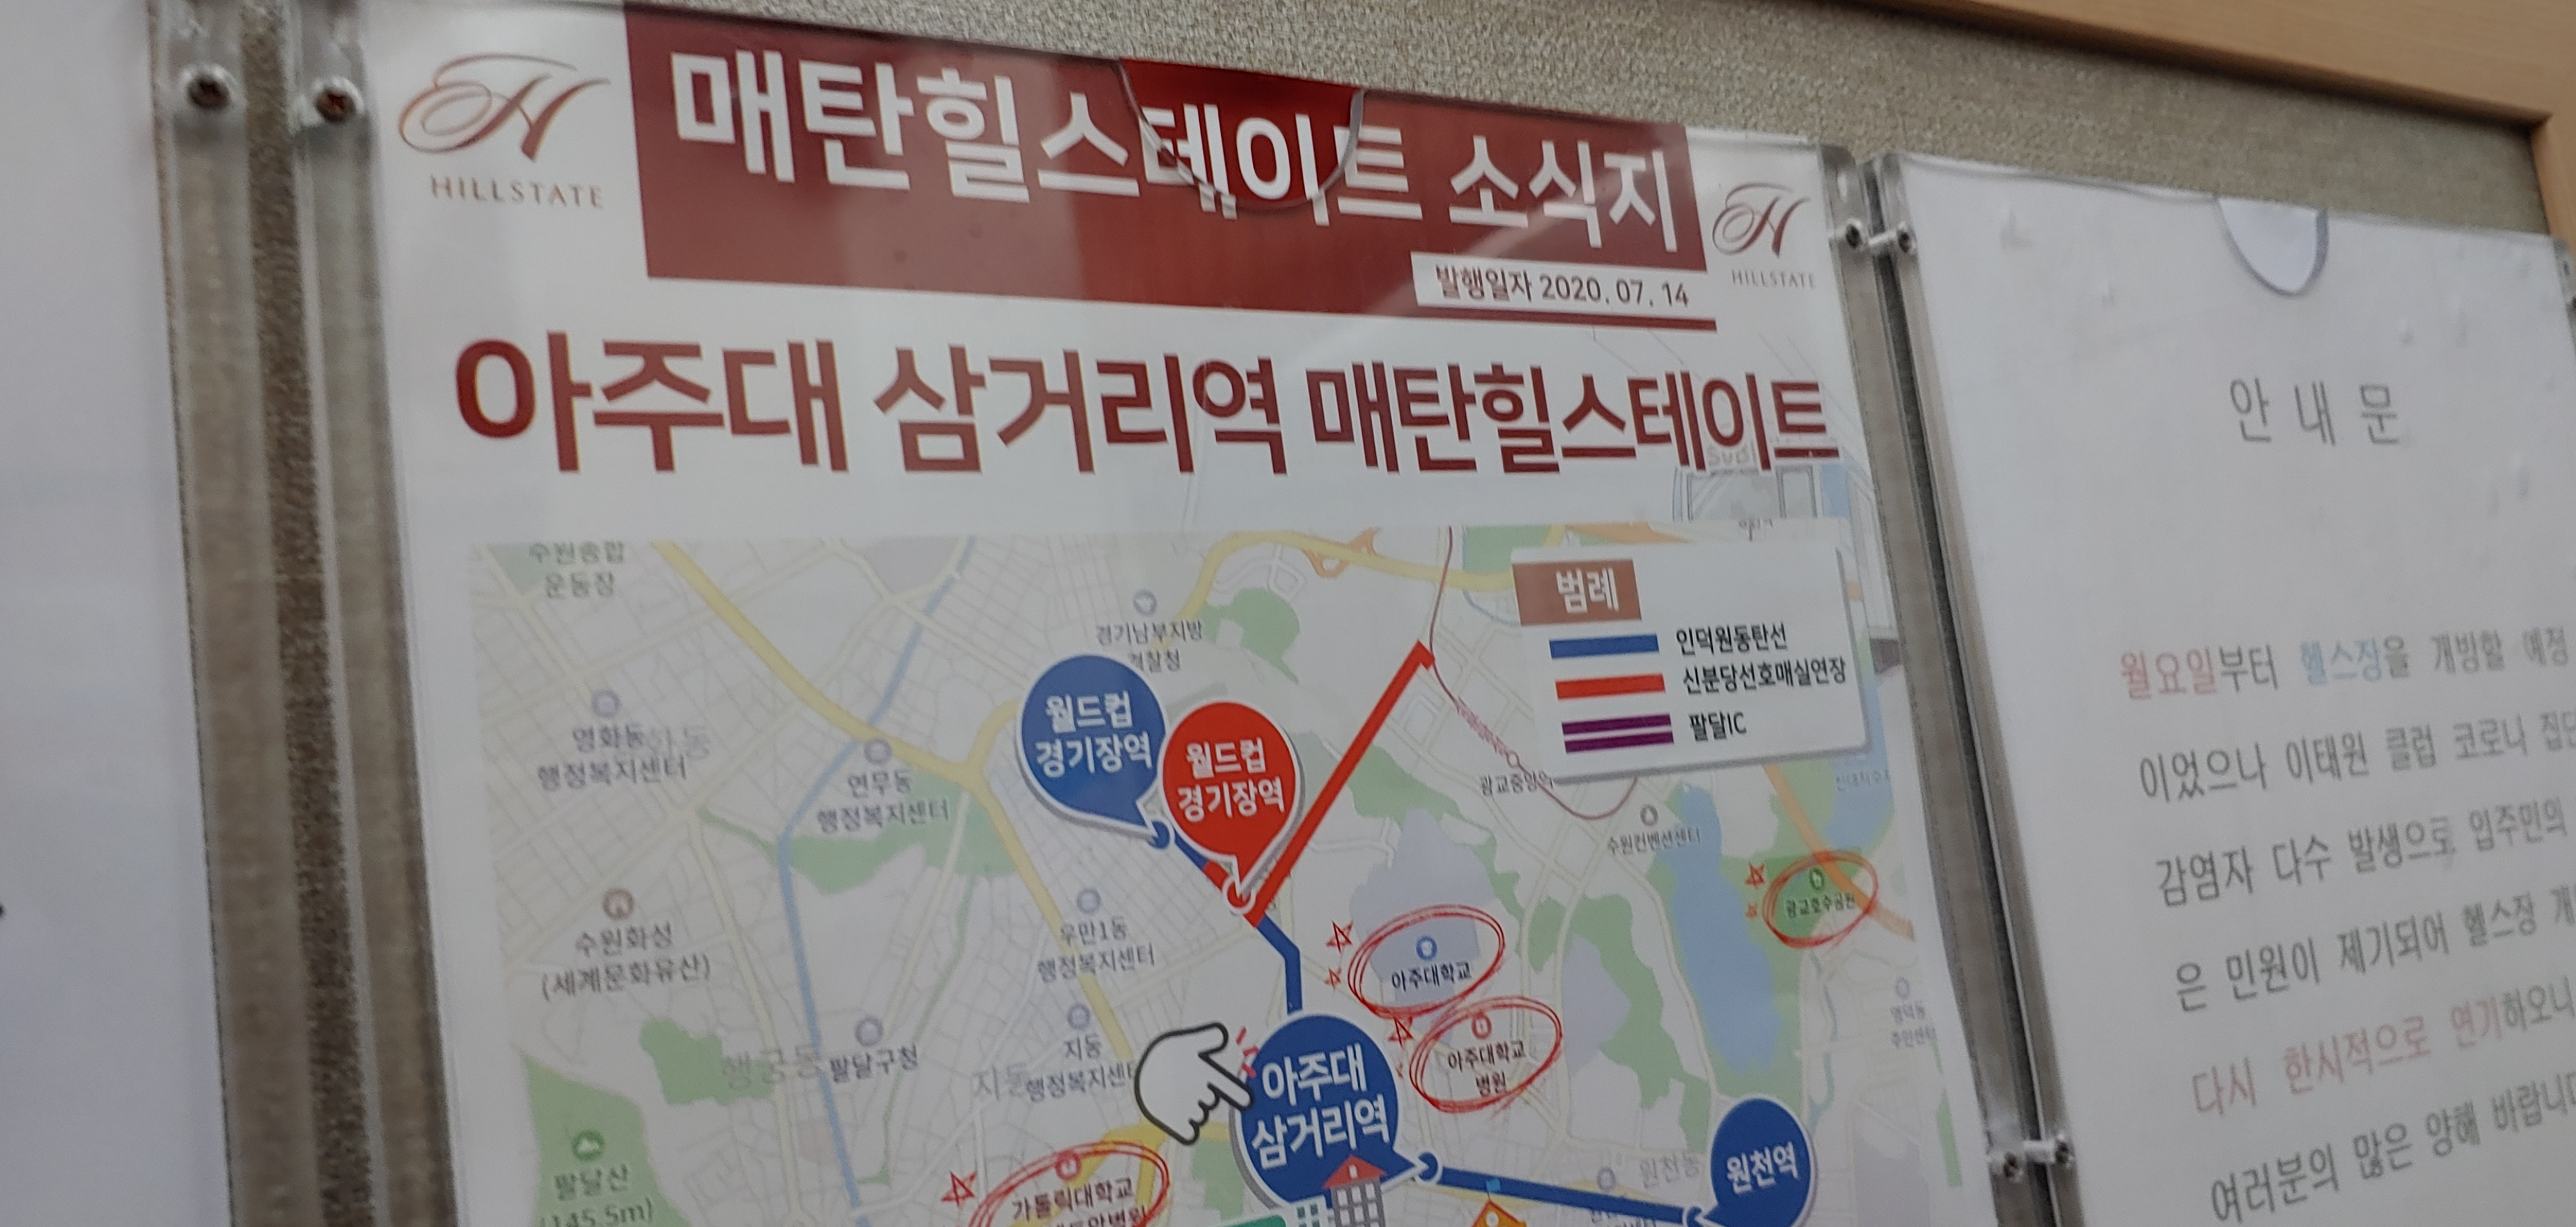 HILLSTATE
매탄힐스테이트 소식지
HILLSTATE
발행일자 2020. 07. 14
아주대 삼거리역 매탄힐스테이트
수원종합
운동장
범례
인덕원동탄선
신분당선호매실연장
팔달IC
경기남부지방
경찰청
월드컵
경기장역
월드컵
경기장역
영화동
행정복지센터
연무동
행정복지센터
광교중앙역
수원컨벤션센터
광교호수공원
수원화성
(세계문화유산)
우만1동
행정복지센터
아주대학교
아주대학교
병원
행궁동
팔달구청
지동
지동
행정복지센터
아주대
삼거리역
원천동
원천역
팔달산
(145.5m)
가톨릭대학교
안 내 문
월요일부터 헬스장을 개방할 예정
이었으나 이태원 클럽 코로나 집단
감염자 다수 발생으로 입주민의
은 민원이 제기되어 헬스장 개
다시 한시적으로 연기하오니
여러분의 많은 양해 바랍니다